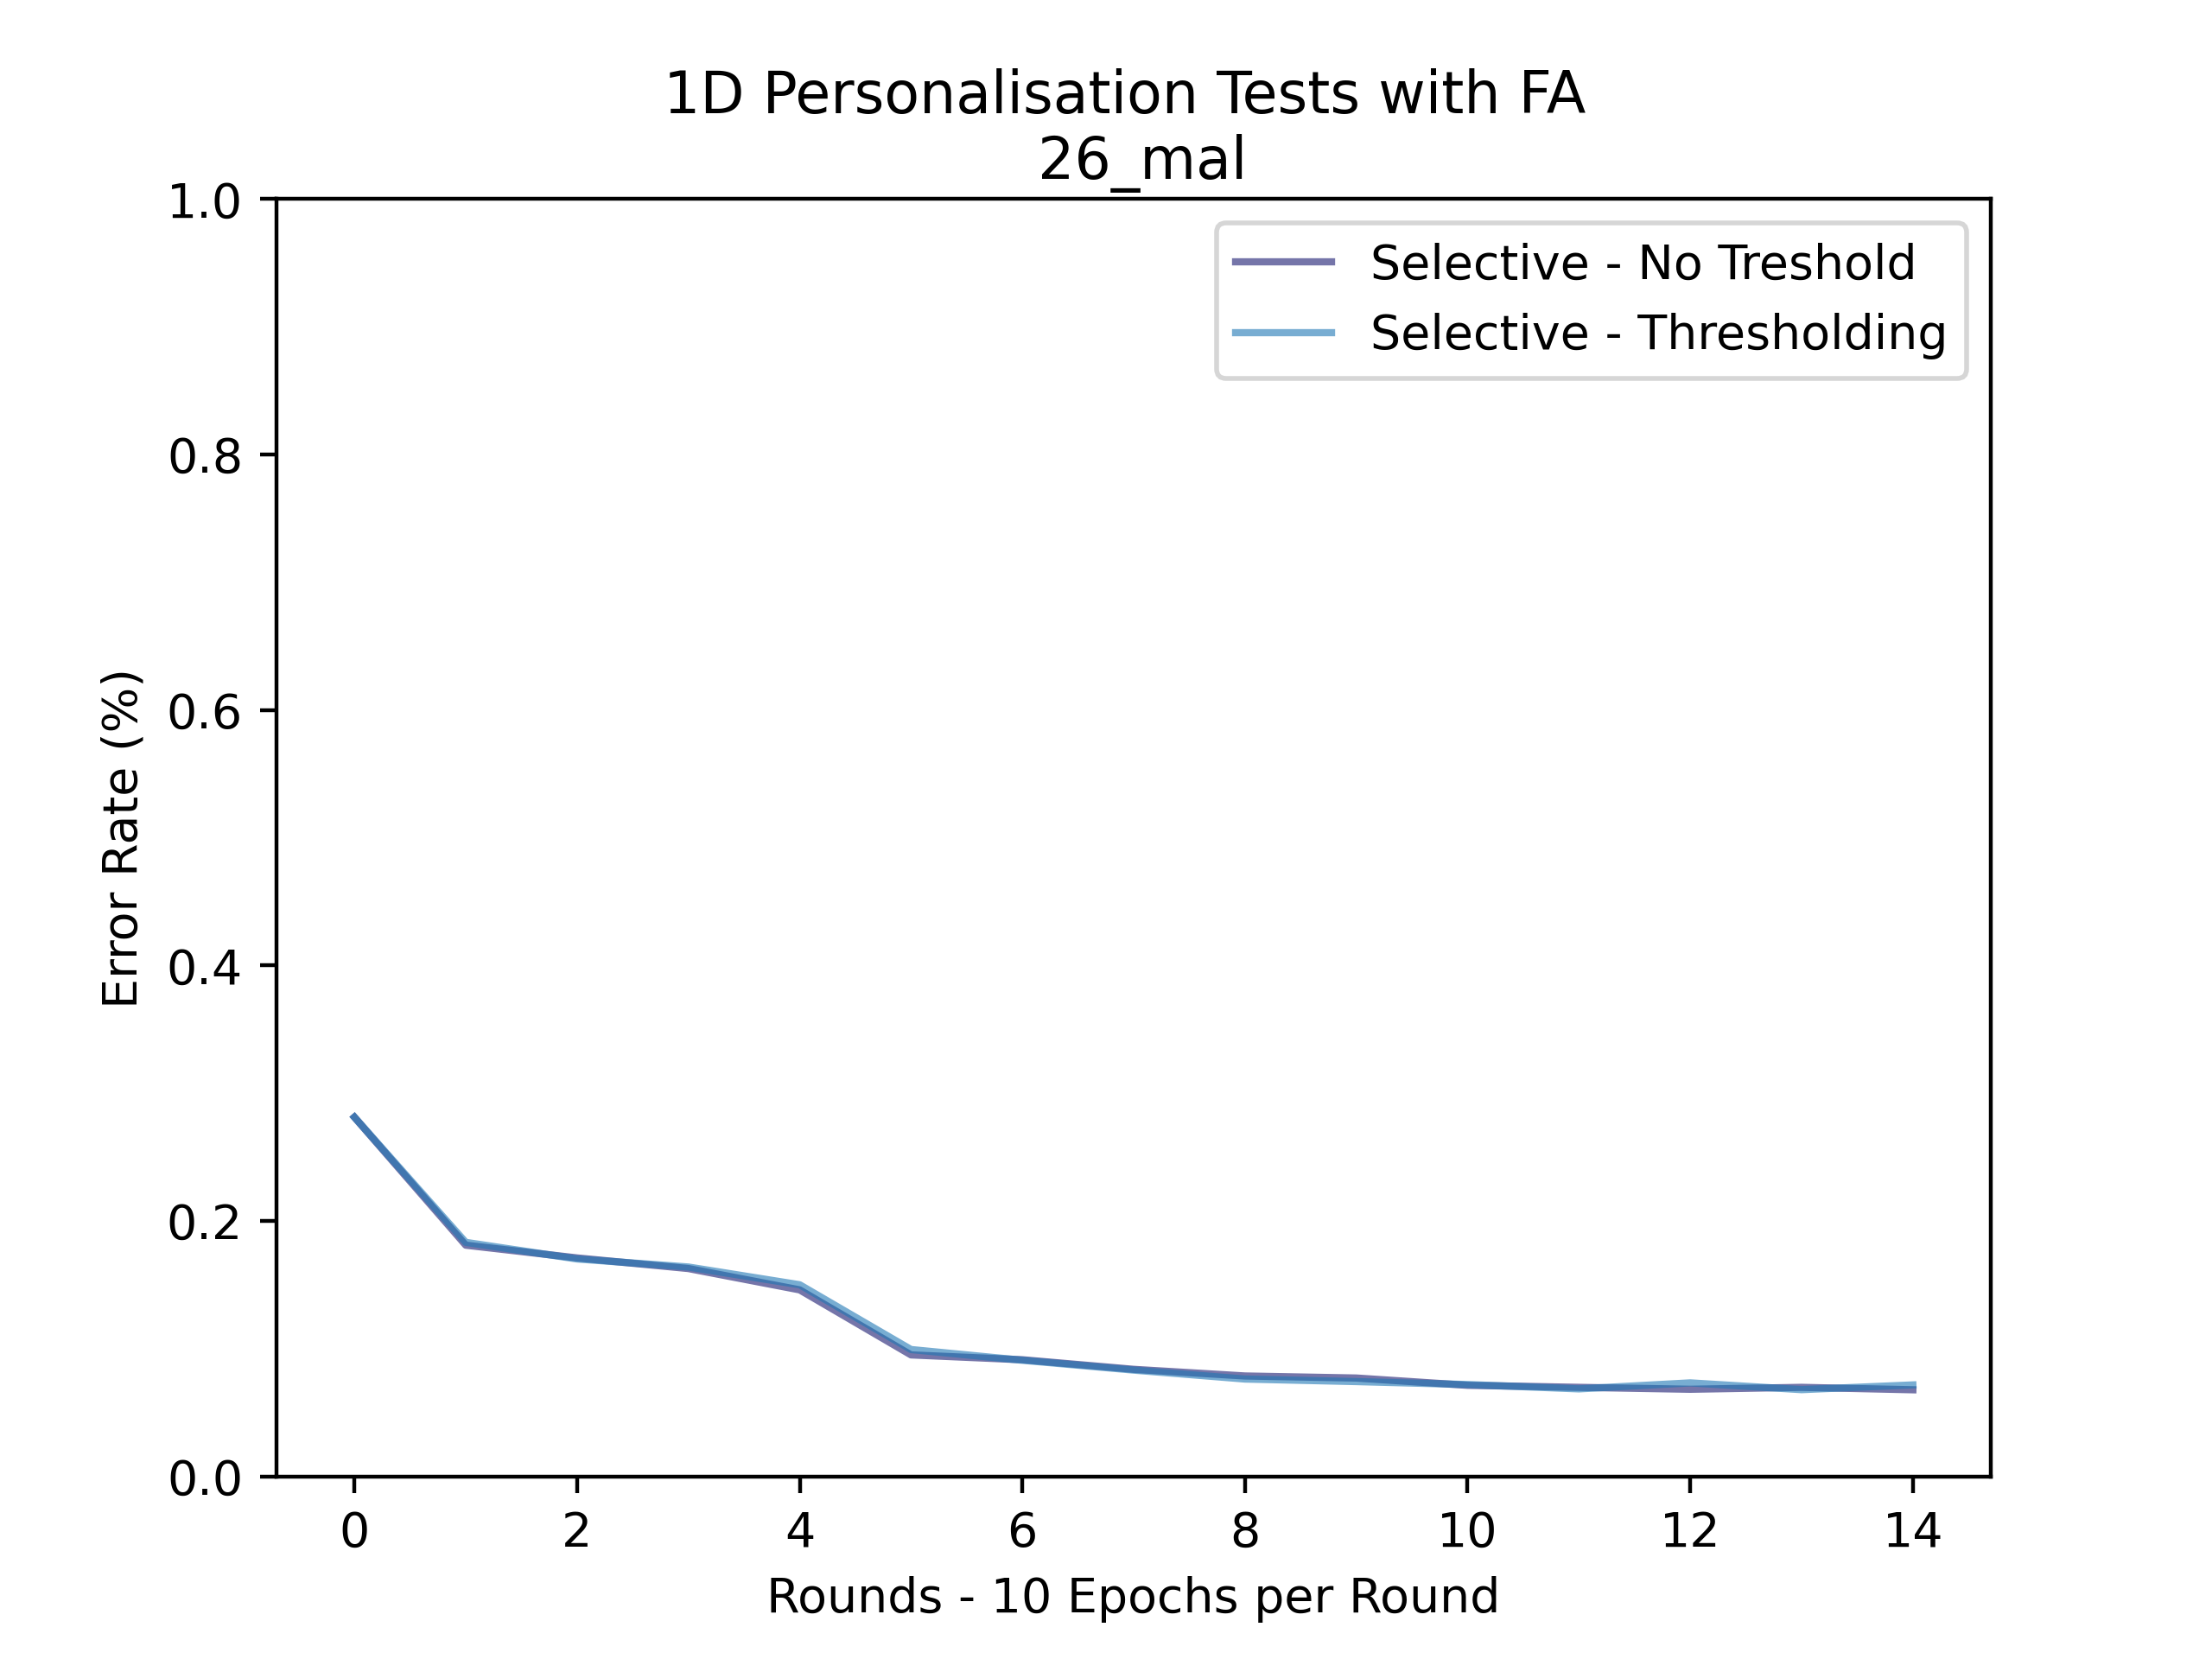 1D Personalisation Tests with FA
26_mal
1.0
0.8
0.6
0.4
0.2
0.0
Error Rate (%)
Selective - No Treshold
Selective - Thresholding
0 2 4 6 8 10 12 14
Rounds - 10 Epochs per Round